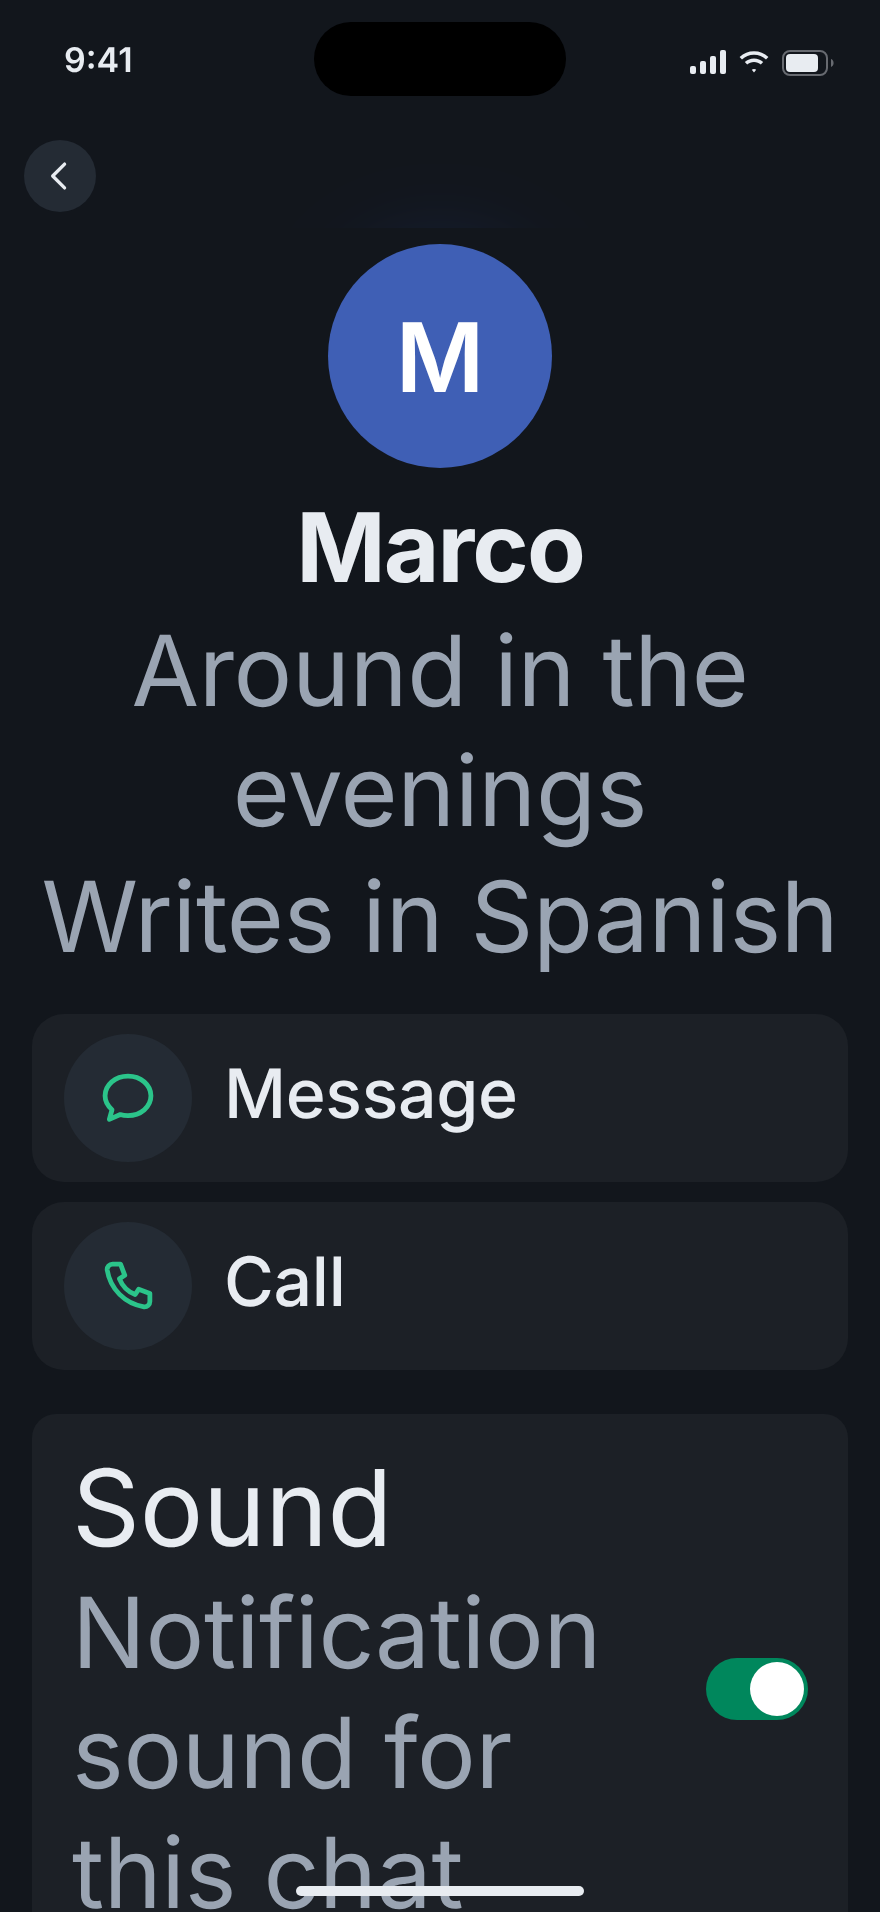 9:41
M
Marco
Around in the
evenings
Writes in Spanish
Message
Call
Sound
Notification
sound for
this chat